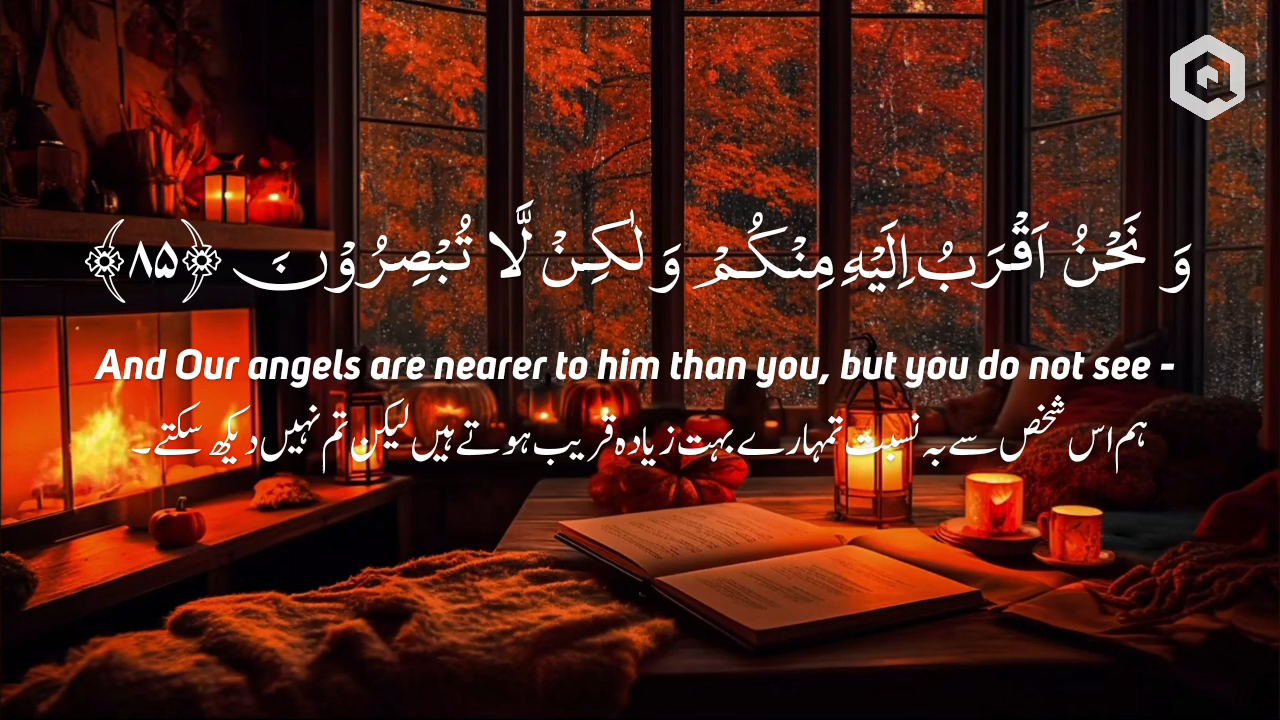 وَ نَحْنُ اَقْرَبُ اِلَیْهِ مِنْكُمْ وَ لٰكِنْ لَّا تُبْصِرُوْنَ ﴿۸۵﴾
And Our angels are nearer to him than you, but you do not see -
ہم اس شخص سے بہ نسبت تمہارے بہت زیادہ قریب ہوتے ہیں لیکن تم نہیں دیکھ سکتے۔